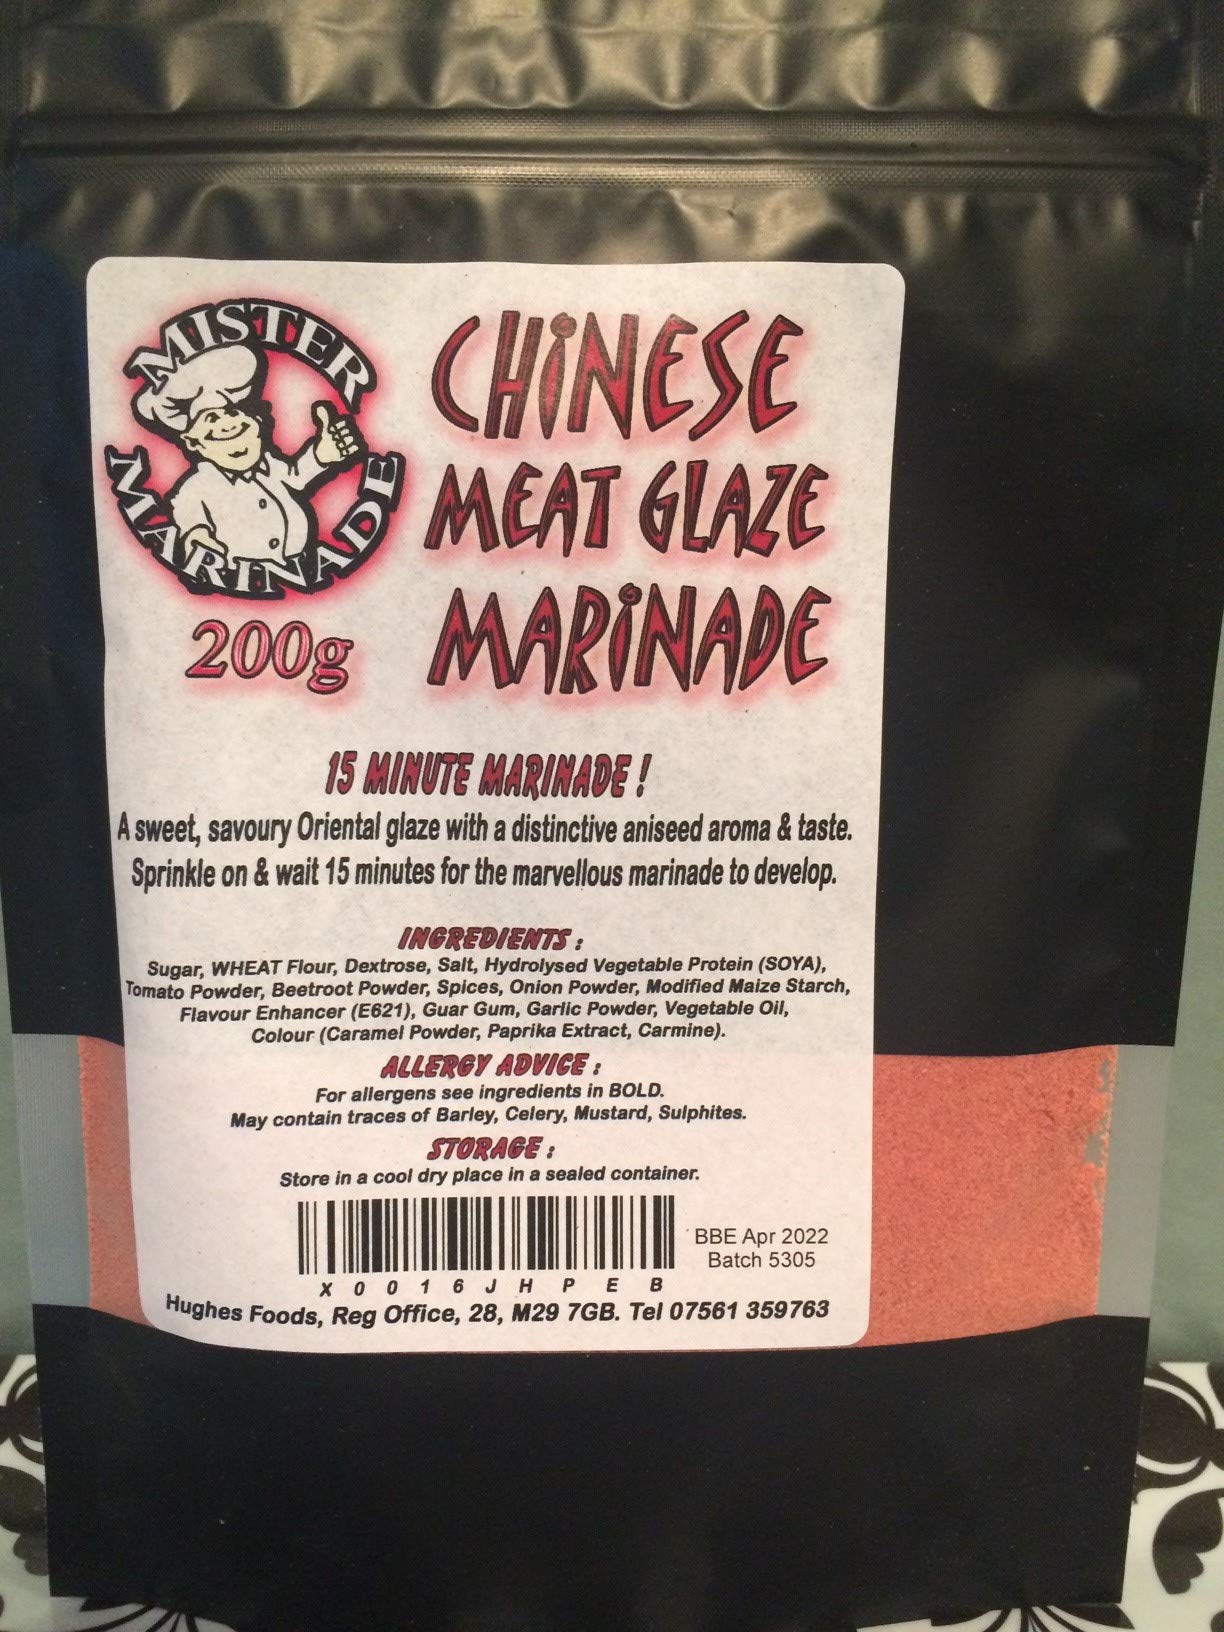 MISTER
MARINADE
200g
CHiNESE
MEAT GLAZE
MARiNADE
15 MINUTE MARINADE !
A sweet, savoury Oriental glaze with a distinctive aniseed aroma & taste.
Sprinkle on & wait 15 minutes for the marvellous marinade to develop.
INGREDIENTS :
Sugar, WHEAT Flour, Dextrose, Salt, Hydrolysed Vegetable Protein (SOYA),
Tomato Powder, Beetroot Powder, Spices, Onion Powder, Modified Maize Starch,
Flavour Enhancer (E621), Guar Gum, Garlic Powder, Vegetable Oil,
Colour (Caramel Powder, Paprika Extract, Carmine).
ALLERGY ADVICE :
For allergens see ingredients in BOLD.
May contain traces of Barley, Celery, Mustard, Sulphites.
STORAGE :
Store in a cool dry place in a sealed container.
X0016JHPEB
BBE Apr 2022
Batch 5305
Hughes Foods, Reg Office, 28, M29 7GB. Tel 07561 359763